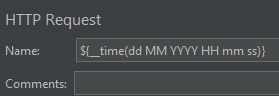 HTTP Request
Name: ${__time(dd MM YYYY HH mm ss)}
Comments: